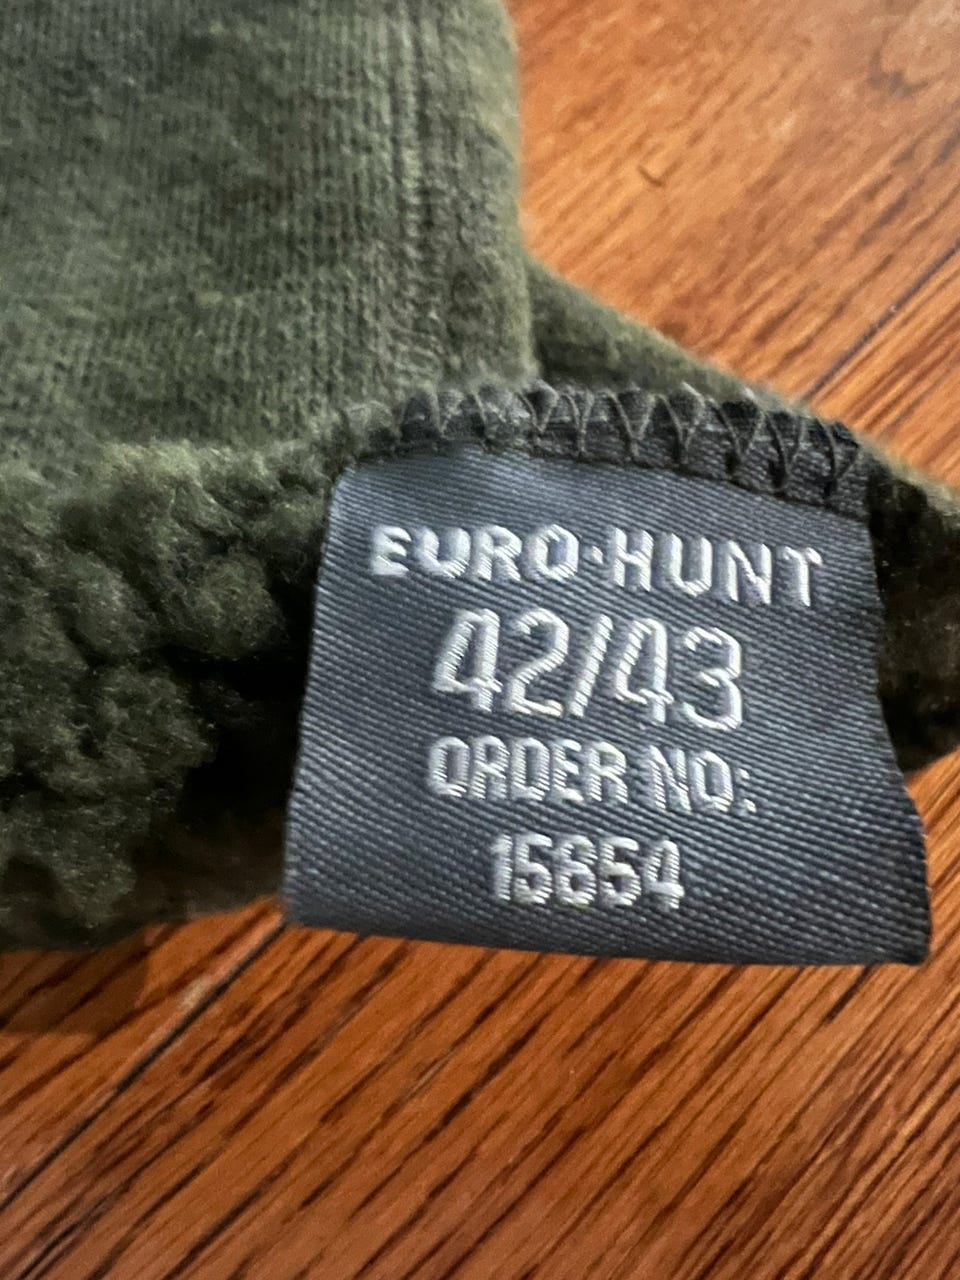 EURO·HUNT
42/43
ORDER NO:
15654